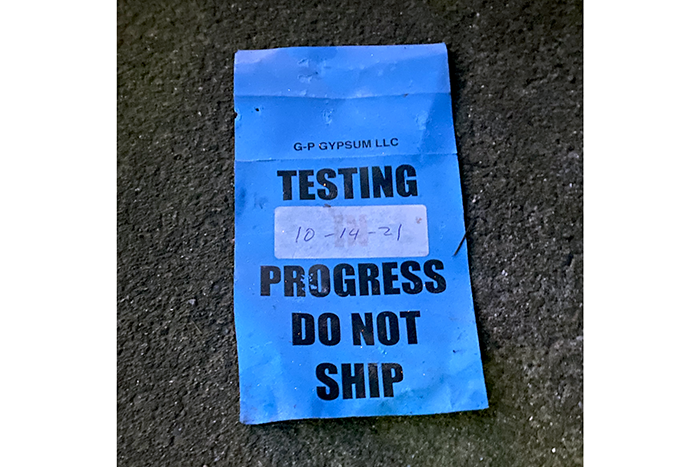 G-P GYPSUM LLC
TESTING
10-14-21
PROGRESS
DO NOT
SHIP